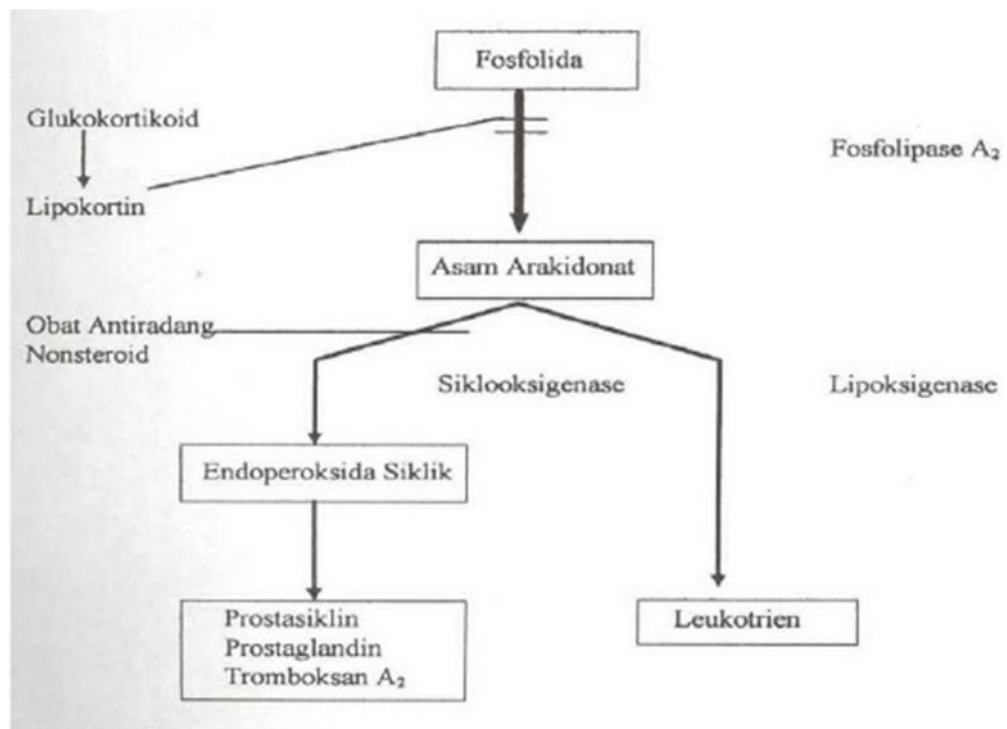 Fosfolida
Glukokortikoid
Fosfolipase A₂
Lipokortin
Asam Arakidonat
Obat Antiradang
Nonsteroid
Siklooksigenase
Lipoksigenase
Endoperoksida Siklik
Prostasiklin
Prostaglandin
Tromboksan A₂
Leukotrien